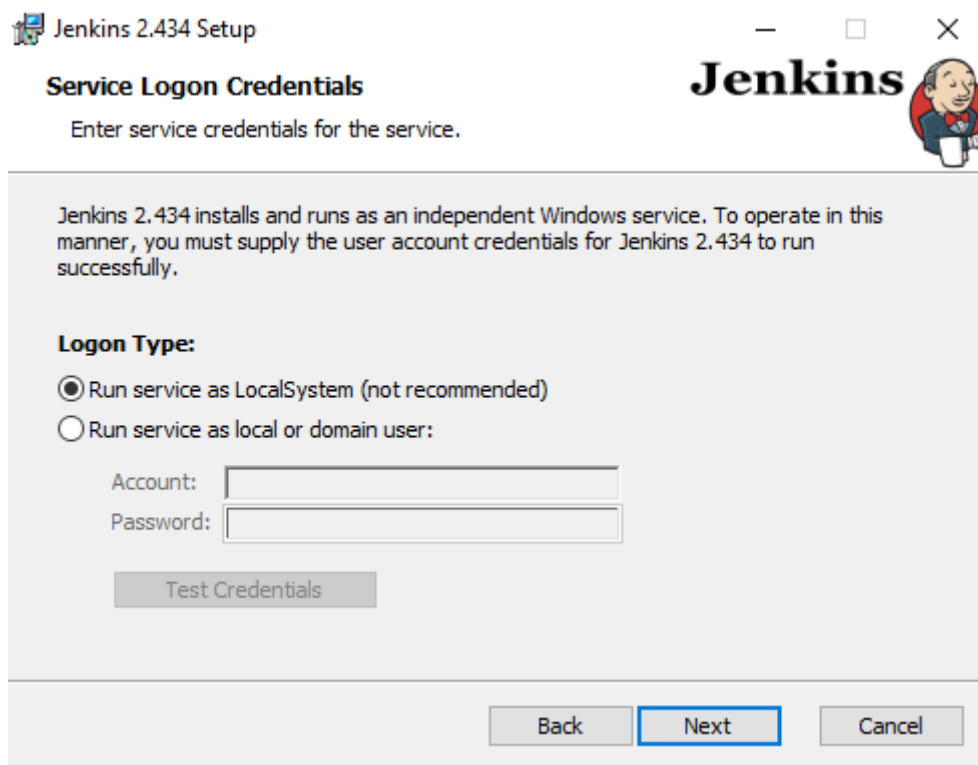 Jenkins 2.434 Setup
Service Logon Credentials
Jenkins
Enter service credentials for the service.
Jenkins 2.434 installs and runs as an independent Windows service. To operate in this
manner, you must supply the user account credentials for Jenkins 2.434 to run
successfully.
Logon Type:
Run service as LocalSystem (not recommended)
Run service as local or domain user:
Account:
Password:
Test Credentials
Back Next Cancel